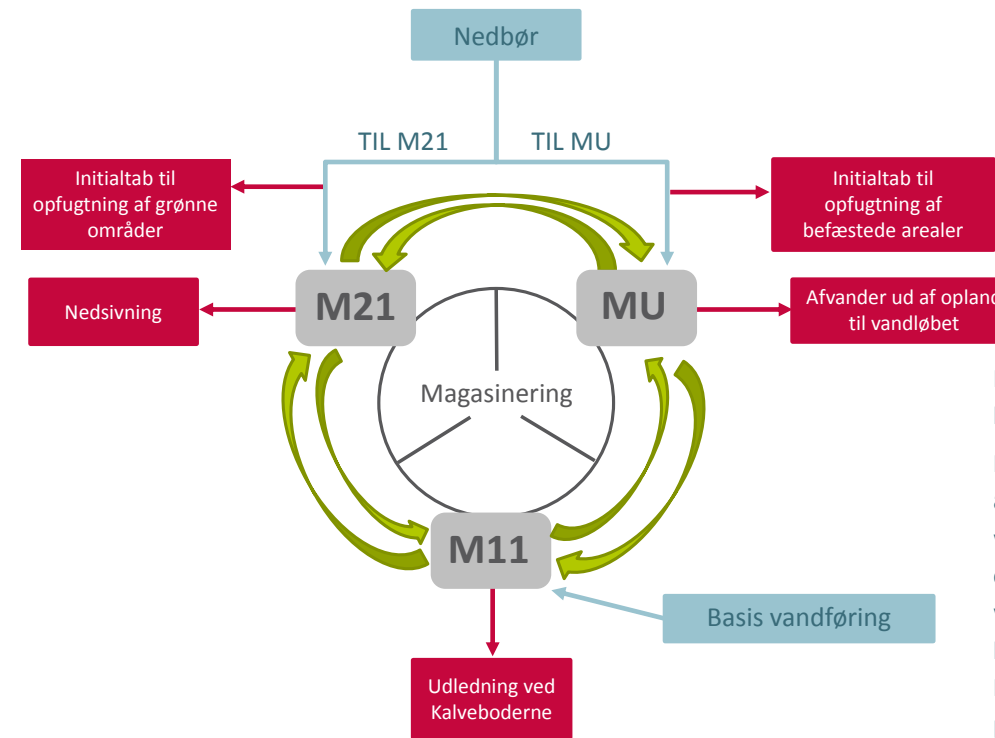 Nedbør
TIL M21
TIL MU
Initialtab til
opfugtning af grønne
områder
Initialtab til
opfugtning af
befæstede arealer
M21
MU
Nedsivning
Afvander ud af opland
til vandløbet
Magasinering
M11
Basis vandføring
Udledning ved
Kalveboderne